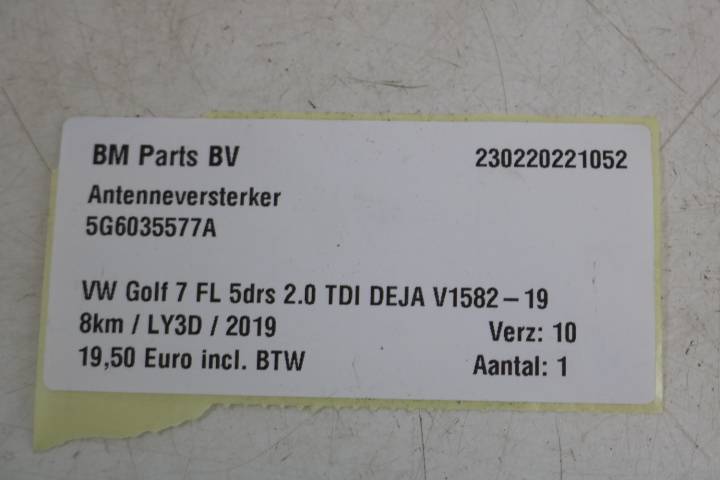 BM Parts BV 230220221052
Antenneversterker
5G6035577A
VW Golf 7 FL 5drs 2.0 TDI DEJA V1582-19
8km / LY3D / 2019 Verz: 10
19,50 Euro incl. BTW Aantal: 1